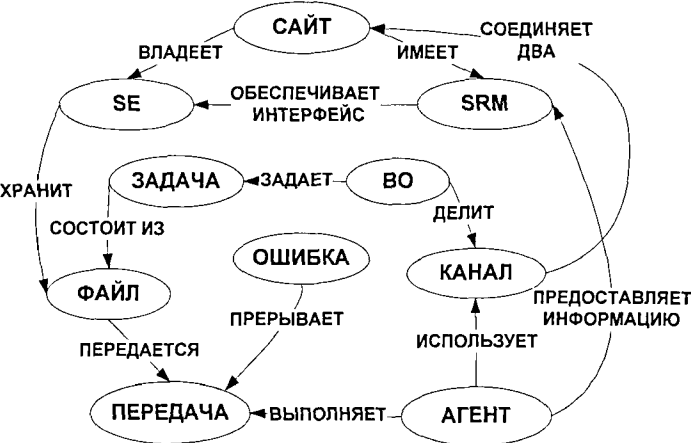 САЙТ
СОЕДИНЯЕТ
ДВА
ВЛАДЕЕТ
ИМЕЕТ
SE
ОБЕСПЕЧИВАЕТ
ИНТЕРФЕЙС
SRM
ХРАНИТ
ЗАДАЧА
ЗАДАЕТ
ВО
ДЕЛИТ
СОСТОИТ ИЗ
ОШИБКА
КАНАЛ
ФАЙЛ
ПРЕРЫВАЕТ
ПРЕДОСТАВЛЯЕТ
ИНФОРМАЦИЮ
ПЕРЕДАЕТСЯ
ИСПОЛЬЗУЕТ
ПЕРЕДАЧА
ВЫПОЛНЯЕТ
АГЕНТ